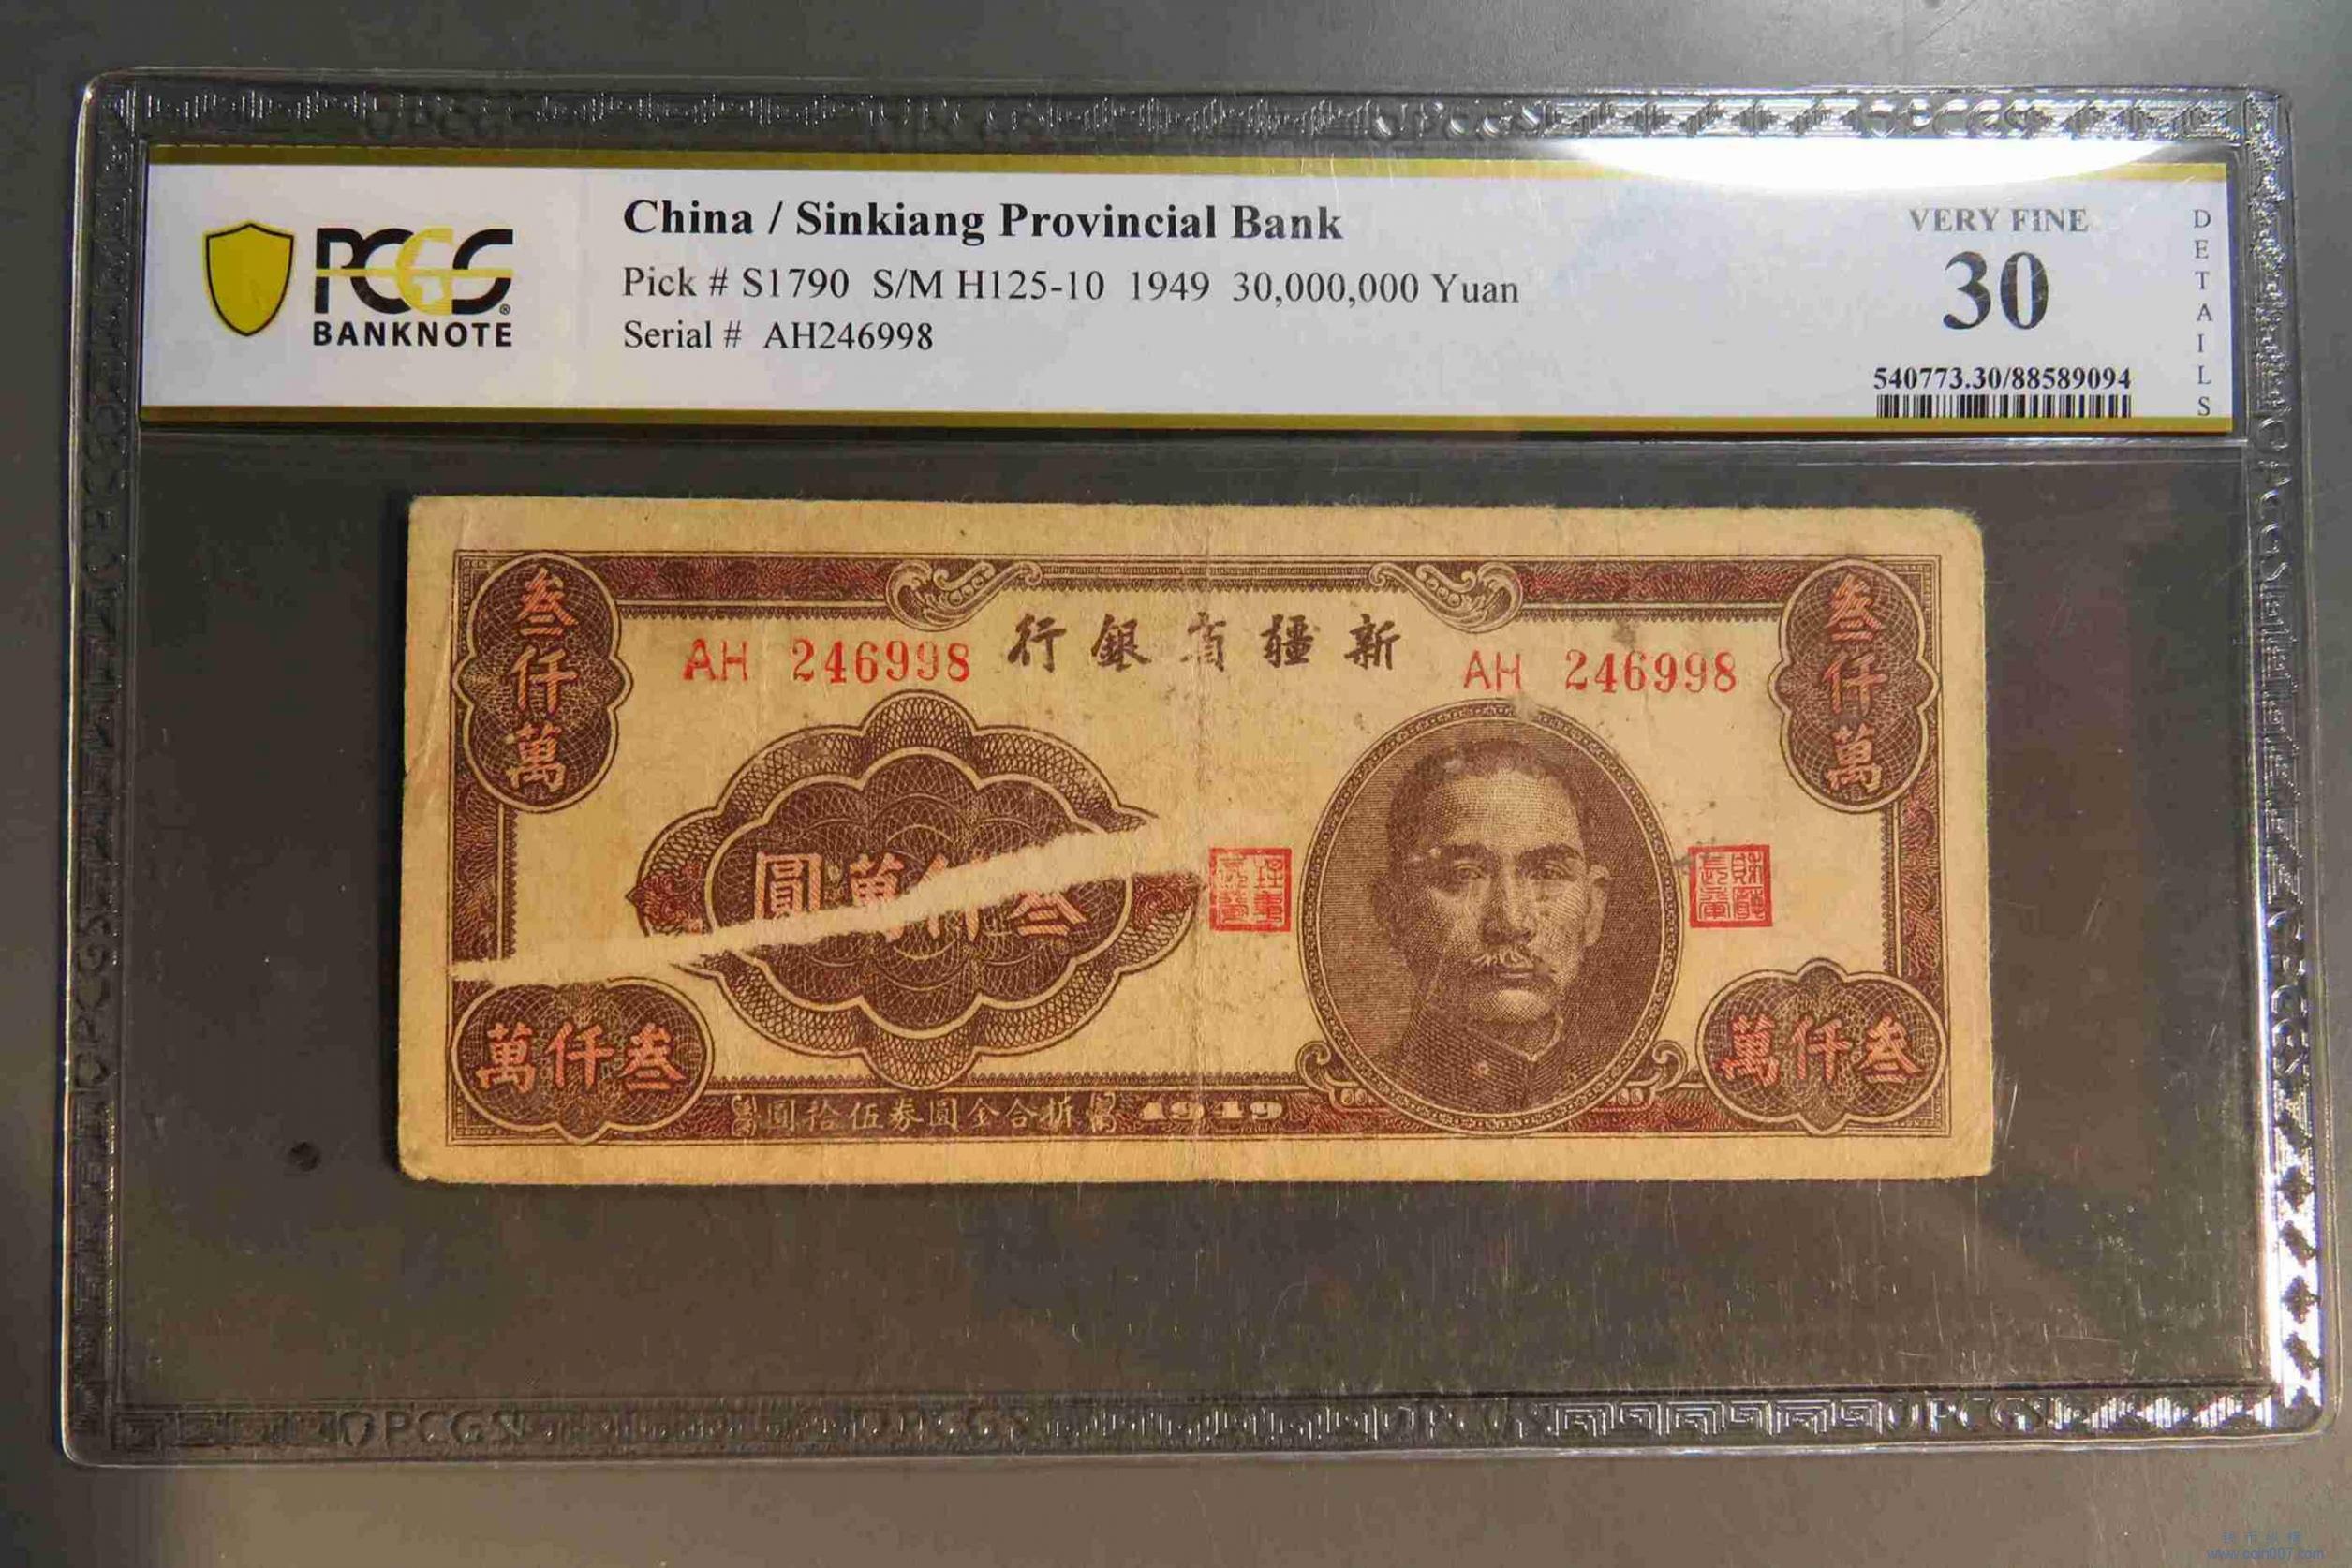 PCGS
BANKNOTE
China / Sinkiang Provincial Bank
Pick # S1790 S/M H125-10 1949 30,000,000 Yuan
Serial # AH246998
VERY FINE
30
DETAILS
540773.30/88589094
叁仟萬
叁仟萬
行銀省疆新
AH 246998
AH 246998
圓萬仟叁
萬仟叁
萬仟叁
圓拾伍券圓金合折
1949
www.coin007.com